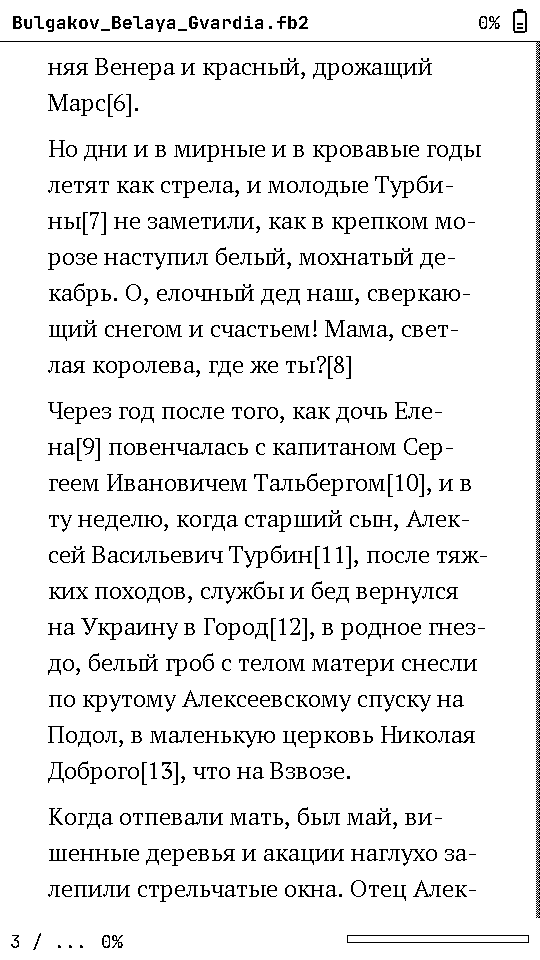 Bulgakov_Belaya_Gvardia.fb2 0%
няя Венера и красный, дрожащий
Марс[6].
Но дни и в мирные и в кровавые годы
летят как стрела, и молодые Турби-
ны[7] не заметили, как в крепком мо-
розе наступил белый, мохнатый де-
кабрь. О, елочный дед наш, сверкаю-
щий снегом и счастьем! Мама, свет-
лая королева, где же ты?[8]
Через год после того, как дочь Еле-
на[9] повенчалась с капитаном Сер-
геем Ивановичем Тальбергом[10], и в
ту неделю, когда старший сын, Алек-
сей Васильевич Турбин[11], после тяж-
ких походов, службы и бед вернулся
на Украину в Город[12], в родное гнез-
до, белый гроб с телом матери снесли
по крутому Алексеевскому спуску на
Подол, в маленькую церковь Николая
Доброго[13], что на Взвозе.
Когда отпевали мать, был май, ви-
шенные деревья и акации наглухо за-
лепили стрельчатые окна. Отец Алек-
3 / ... 0%